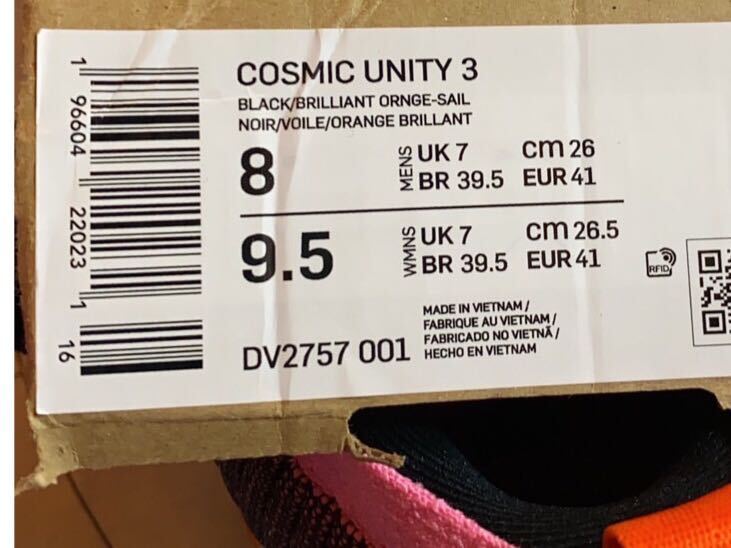 COSMIC UNITY 3
BLACK/BRILLIANT ORNGE-SAIL
NOIR/VOILE/ORANGE BRILLANT
8
MENS
UK 7 cm 26
BR 39.5 EUR 41
9.5
WMNS
UK 7 cm 26.5
BR 39.5 EUR 41
RFID
DV2757 001
MADE IN VIETNAM /
FABRIQUE AU VIETNAM /
FABRICADO NO VIETNÃ /
HECHO EN VIETNAM
1 96604 22023 1 16